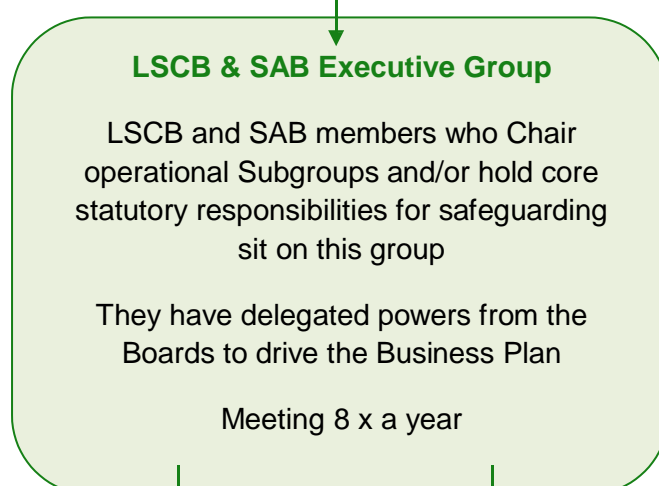 LSCB & SAB Executive Group
LSCB and SAB members who Chair
operational Subgroups and/or hold core
statutory responsibilities for safeguarding
sit on this group
They have delegated powers from the
Boards to drive the Business Plan
Meeting 8 x a year